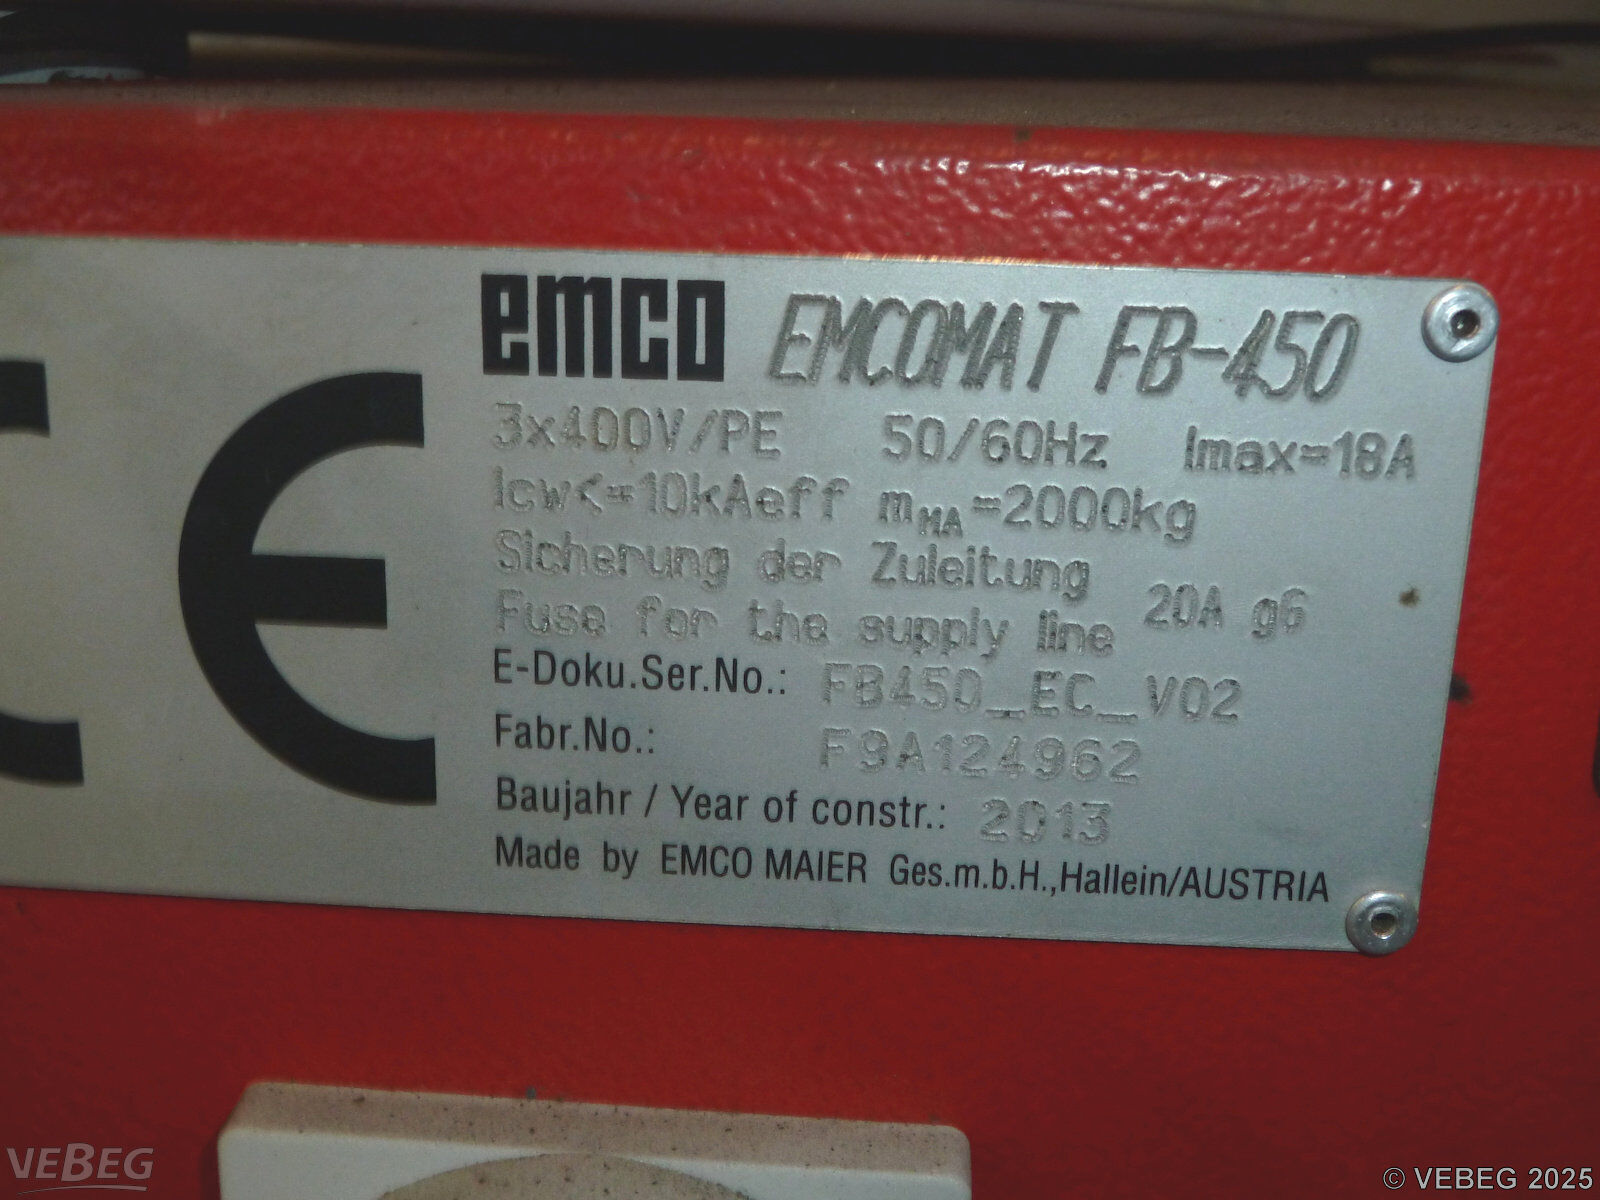 CE
emco EMCOMAT FB-450
3x400V/PE 50/60Hz Imax=18A
Icw<=10kAeff mMA=2000kg
Sicherung der Zuleitung
Fuse for the supply line 20A g6
E-Doku.Ser.No.: FB450_EC_V02
Fabr.No.: F9A124962
Baujahr / Year of constr.: 2013
Made by EMCO MAIER Ges.m.b.H.,Hallein/AUSTRIA
VEBEG
© VEBEG 2025